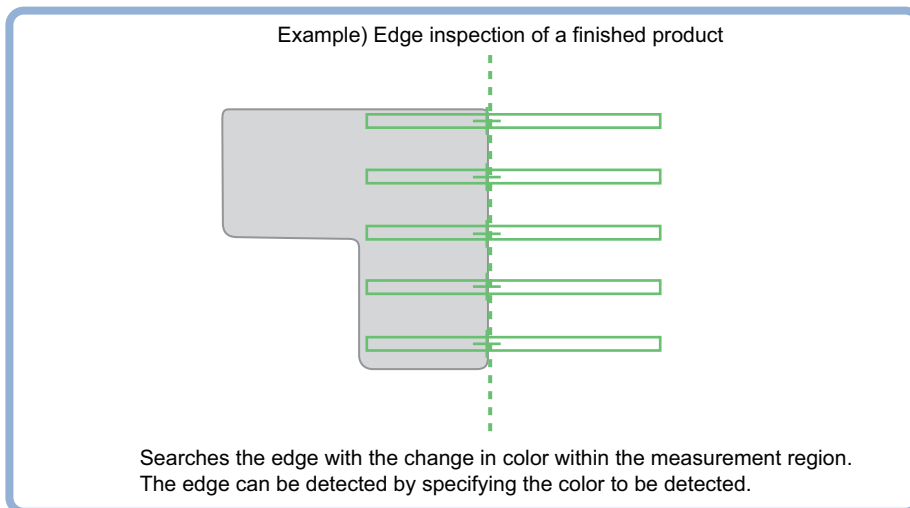 Example) Edge inspection of a finished product
Searches the edge with the change in color within the measurement region.
The edge can be detected by specifying the color to be detected.